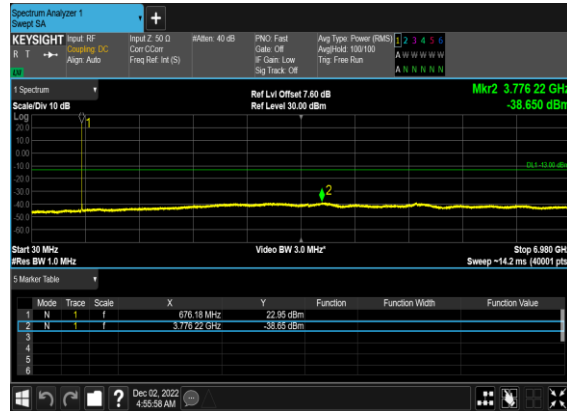 Spectrum Analyzer 1
Swept SA
+
KEYSIGHT Input: RF Input Z: 50 Ω #Atten: 40 dB PNO: Fast Avg Type: Power (RMS) 1 2 3 4 5 6
R T Coupling: DC Corr CCorr Gate: Off Avg|Hold: 100/100 A W W W W W
Align: Auto Freq Ref: Int (S) IF Gain: Low Trig: Free Run
Sig Track: Off A N N N N N
1 Spectrum
Ref Lvl Offset 7.60 dB Mkr2 3.776 22 GHz
Scale/Div 10 dB Ref Level 30.00 dBm -38.650 dBm
Log
20.0
1
10.0
0.00
-10.0
DL1 -13.00 dBm
-20.0
-30.0
2
-40.0
-50.0
-60.0
Start 30 MHz Video BW 3.0 MHz* Stop 6.980 GHz
#Res BW 1.0 MHz Sweep ~14.2 ms (40001 pts)
5 Marker Table
Mode Trace Scale X Y Function Function Width Function Value
1 N 1 f 676.18 MHz 22.95 dBm
2 N 1 f 3.776 22 GHz -38.65 dBm
3
4
5
6
? Dec 02, 2022
4:55:58 AM